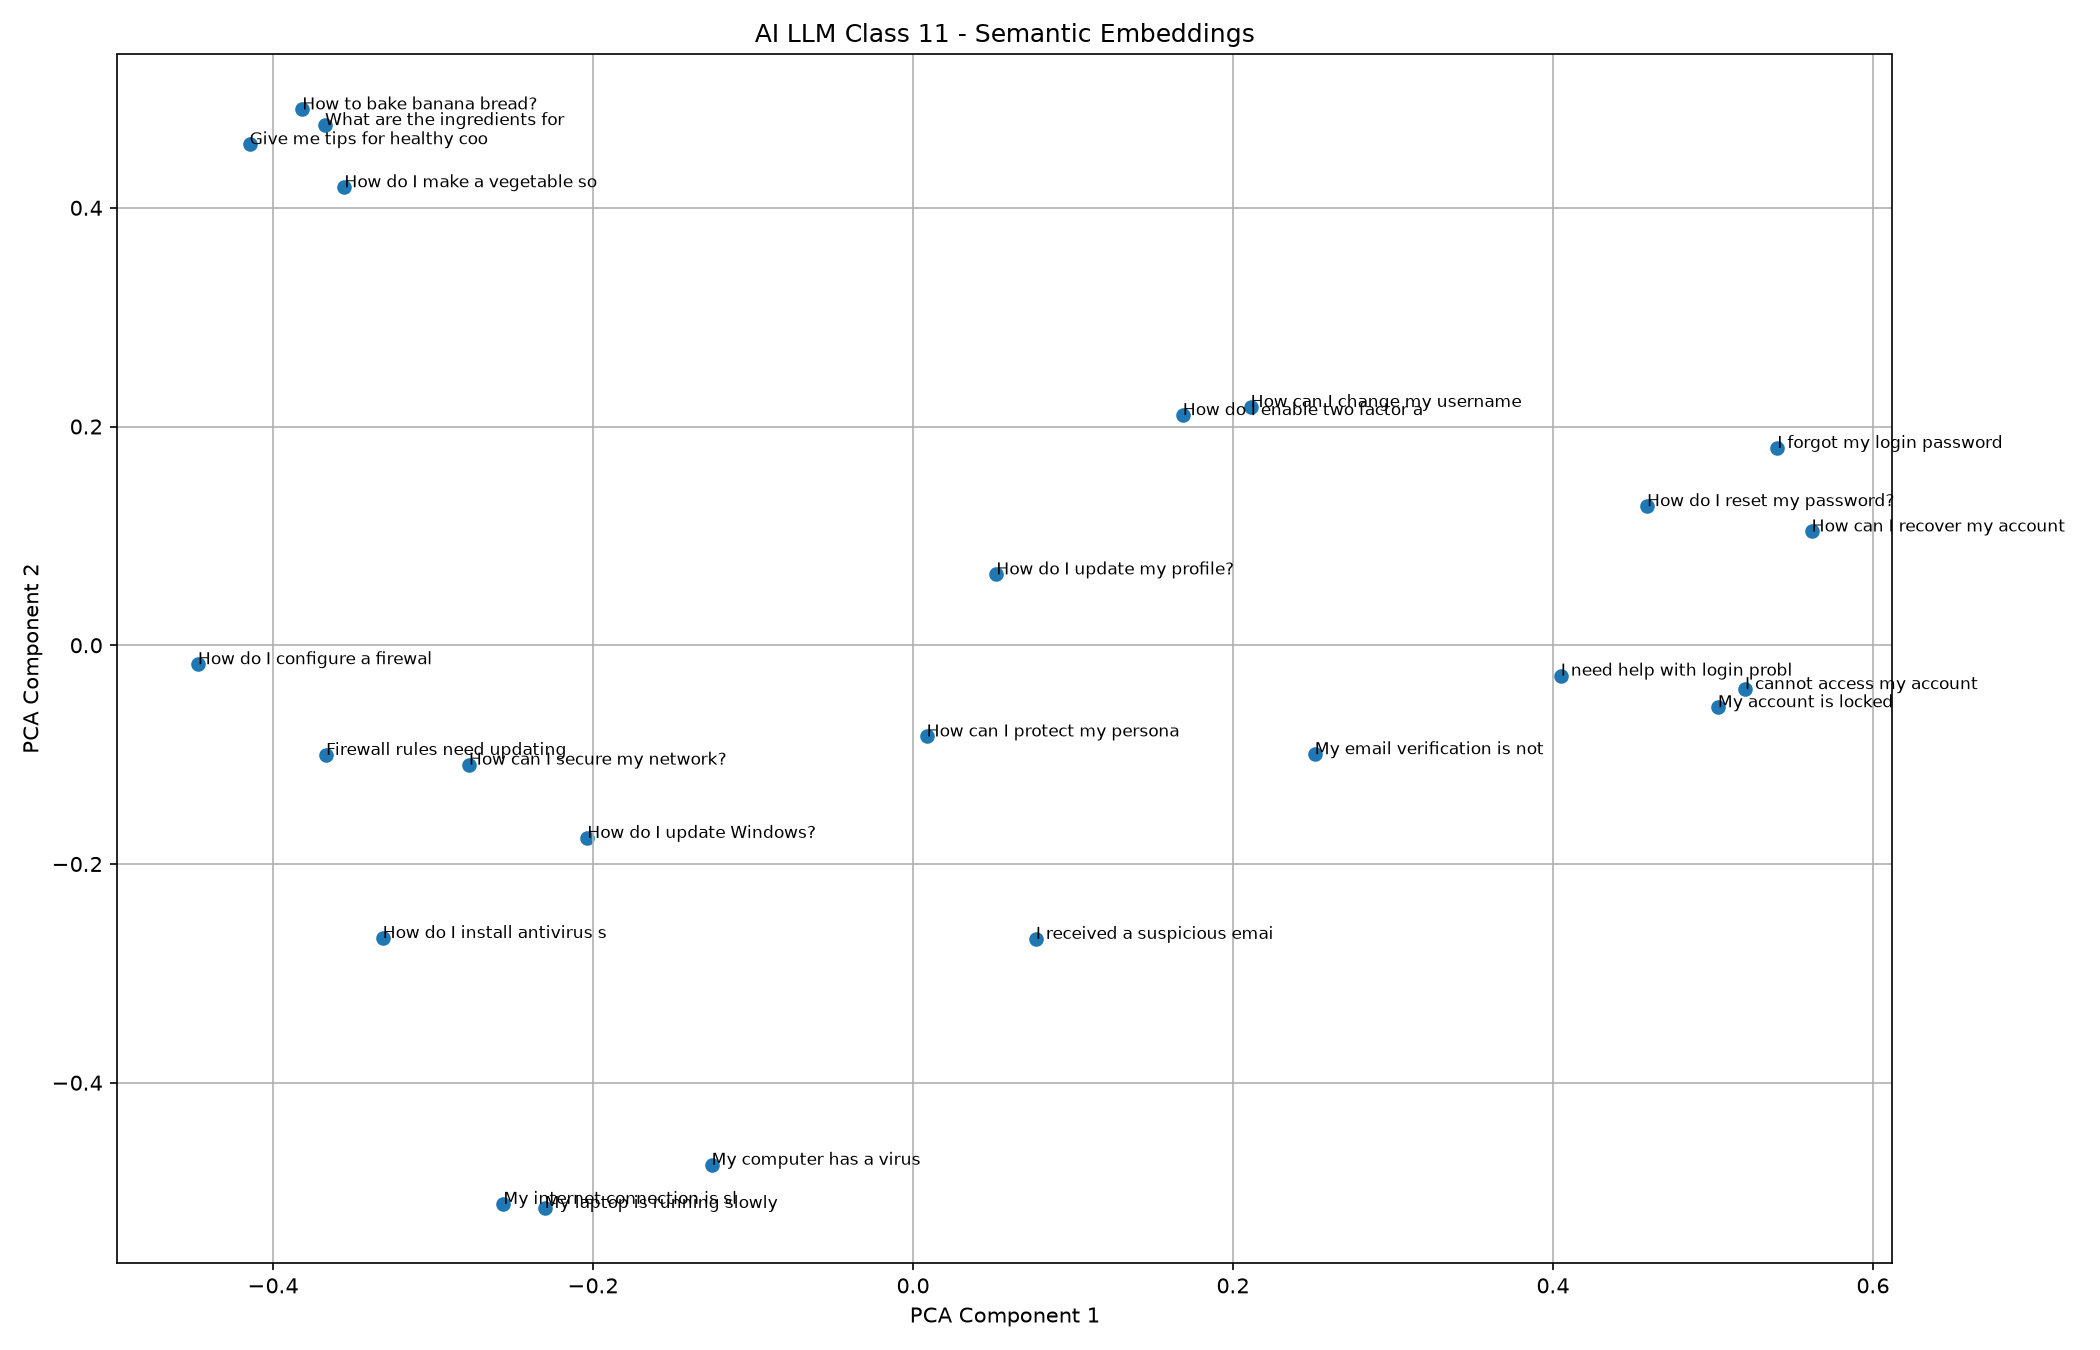 AI LLM Class 11 - Semantic Embeddings
How to bake banana bread?
What are the ingredients for
Give me tips for healthy coo
How do I make a vegetable so
0.4
How can I change my username
How do I enable two factor a
0.2
I forgot my login password
How do I reset my password?
How can I recover my account
How do I update my profile?
0.0
How do I configure a firewal
I need help with login probl
I cannot access my account
My account is locked
How can I protect my persona
Firewall rules need updating
My email verification is not
How can I secure my network?
How do I update Windows?
−0.2
How do I install antivirus s
I received a suspicious emai
−0.4
My computer has a virus
My internet connection is sl
My laptop is running slowly
PCA Component 2
−0.4
−0.2
0.0
0.2
0.4
0.6
PCA Component 1